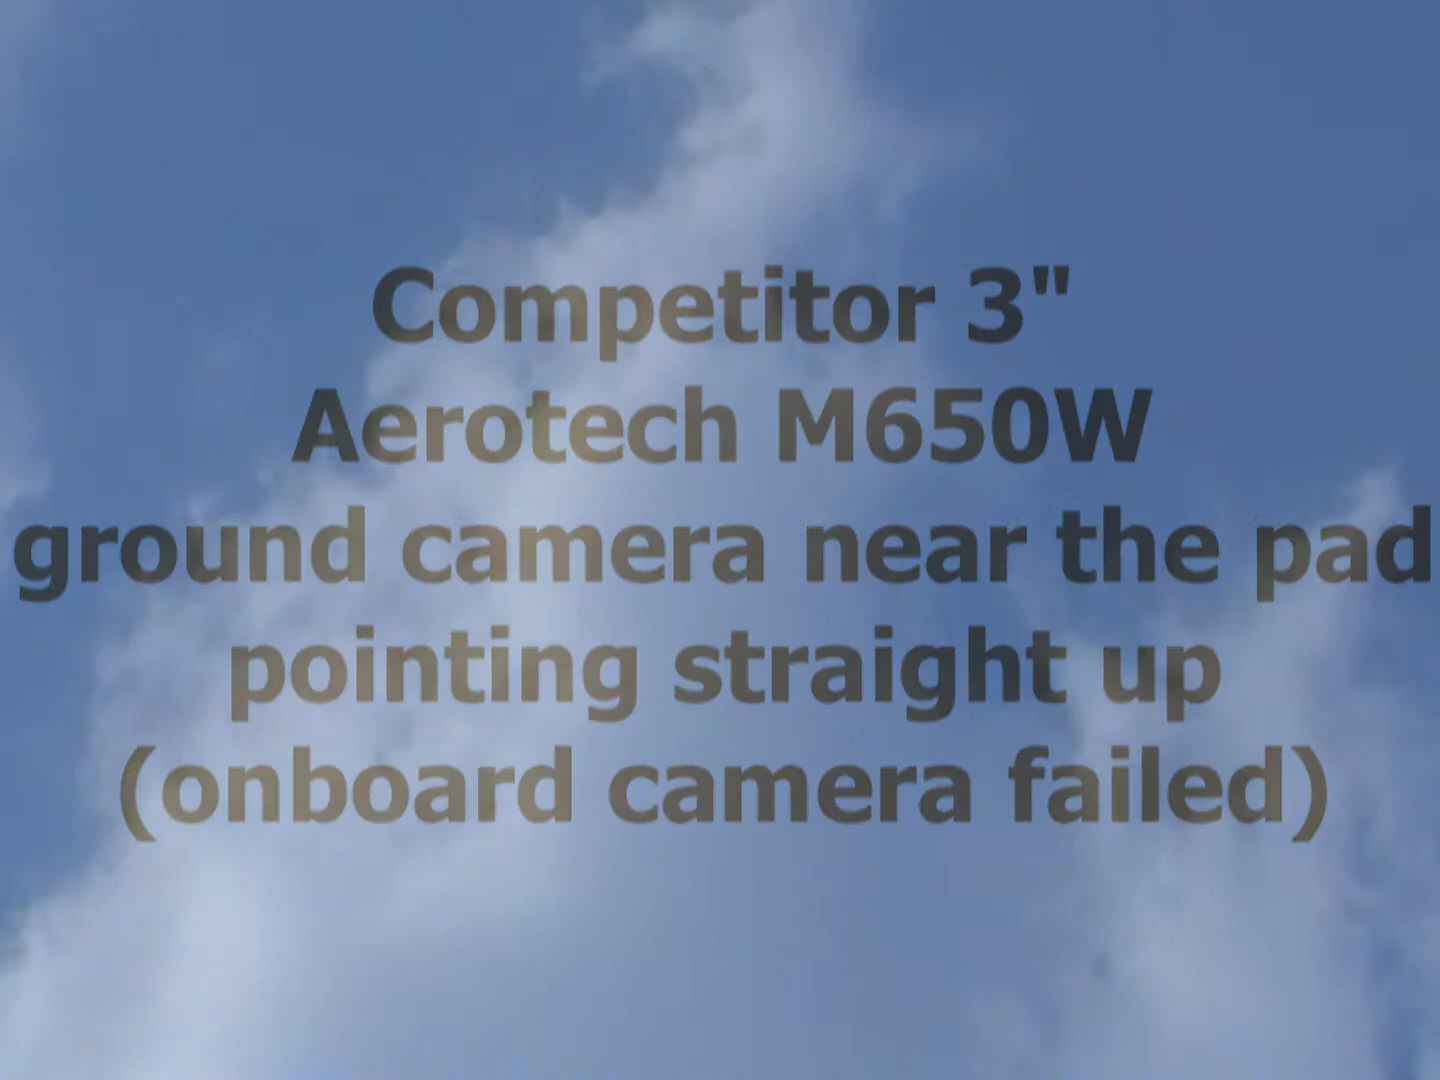 Competitor 3"
Aerotech M650W
ground camera near the pad
pointing straight up
(onboard camera failed)